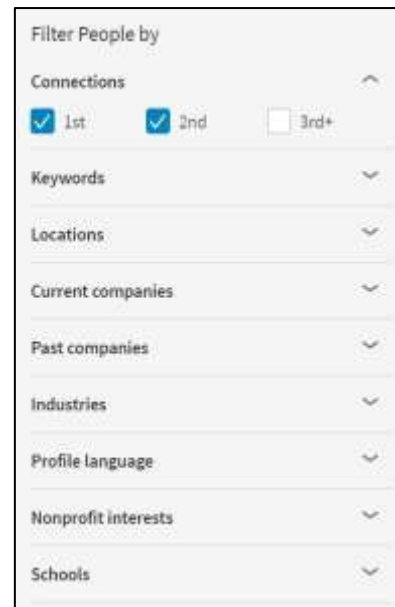 Filter People by
Connections
1st 2nd 3rd+
Keywords
Locations
Current companies
Past companies
Industries
Profile language
Nonprofit interests
Schools